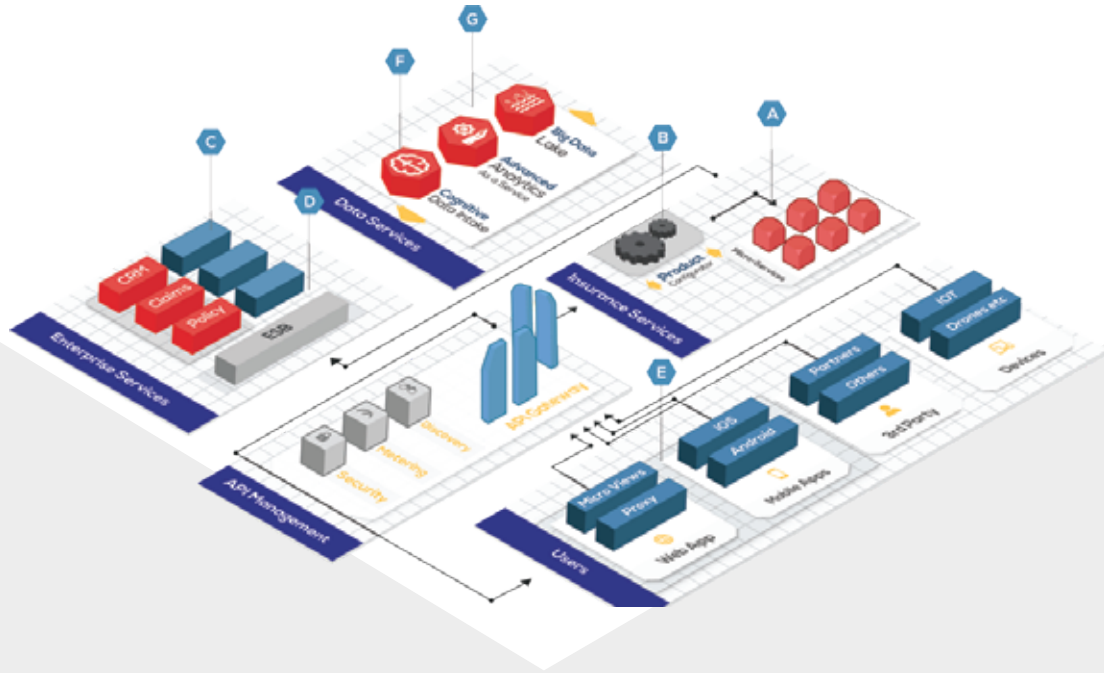 G
F
C
B
A
D
E
Big Data
Lake
Advanced
Analytics
As a Service
Cognitive
Data Intake
Data Services
CRM
Claims
Policy
ESB
Enterprise Services
Product
Configurator
Micro Services
Insurance Services
IOT
Drones etc
Devices
Partners
Others
3rd Party
IOS
Android
Mobile Apps
Micro Views
Proxy
Web App
Users
API Gateway
Discovery
Metering
Security
API Management